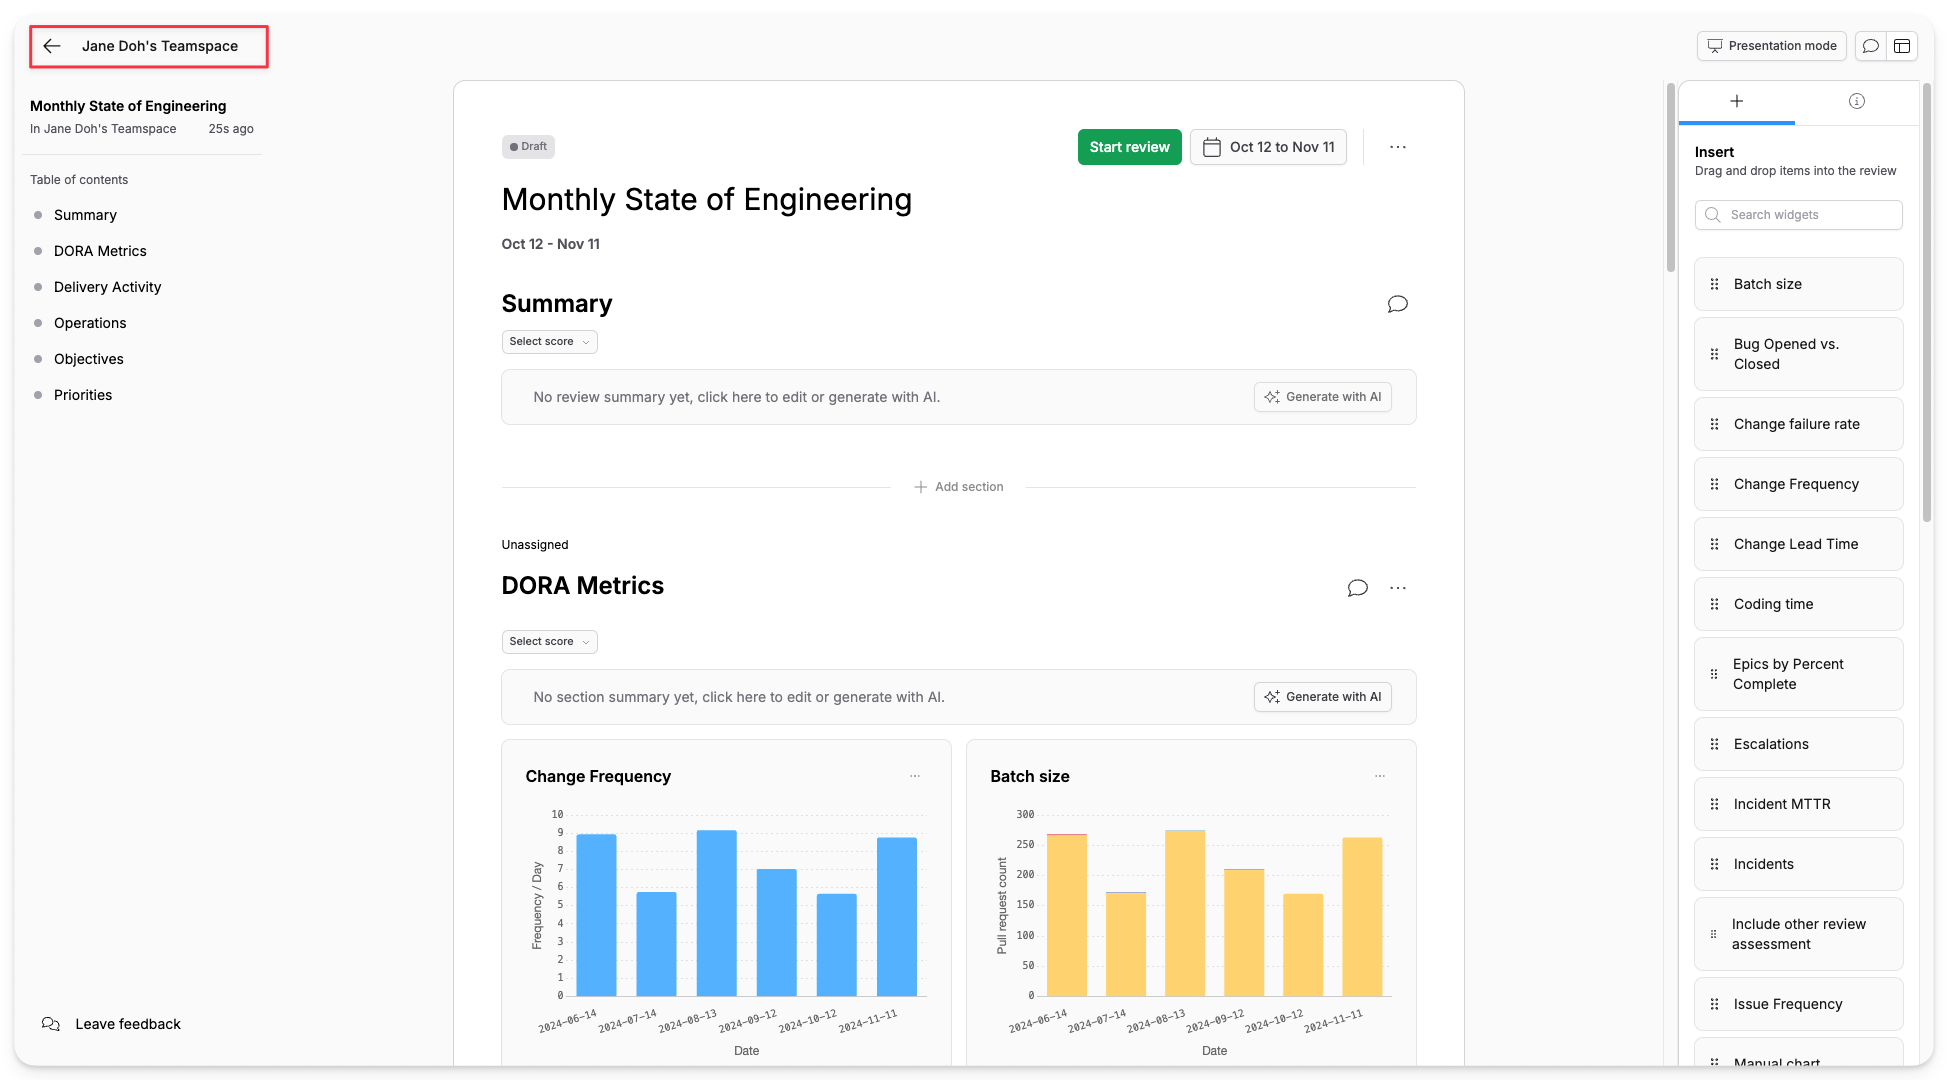 Jane Doh's Teamspace
Presentation mode
Monthly State of Engineering
In Jane Doh's Teamspace 25s ago
Table of contents
Summary
DORA Metrics
Delivery Activity
Operations
Objectives
Priorities
Leave feedback
Draft
Start review
Oct 12 to Nov 11
Monthly State of Engineering
Oct 12 - Nov 11
Summary
Select score
No review summary yet, click here to edit or generate with AI.
Generate with AI
Add section
Unassigned
DORA Metrics
Select score
No section summary yet, click here to edit or generate with AI.
Generate with AI
Change Frequency
Frequency / Day
10
9
8
7
6
5
4
3
2
1
0
2024-06-14 2024-07-14 2024-08-13 2024-09-12 2024-10-12 2024-11-11
Date
Batch size
Pull request count
300
250
200
150
100
50
0
2024-06-14 2024-07-14 2024-08-13 2024-09-12 2024-10-12 2024-11-11
Date
Insert
Drag and drop items into the review
Search widgets
Batch size
Bug Opened vs.
Closed
Change failure rate
Change Frequency
Change Lead Time
Coding time
Epics by Percent
Complete
Escalations
Incident MTTR
Incidents
Include other review
assessment
Issue Frequency
Manual chart